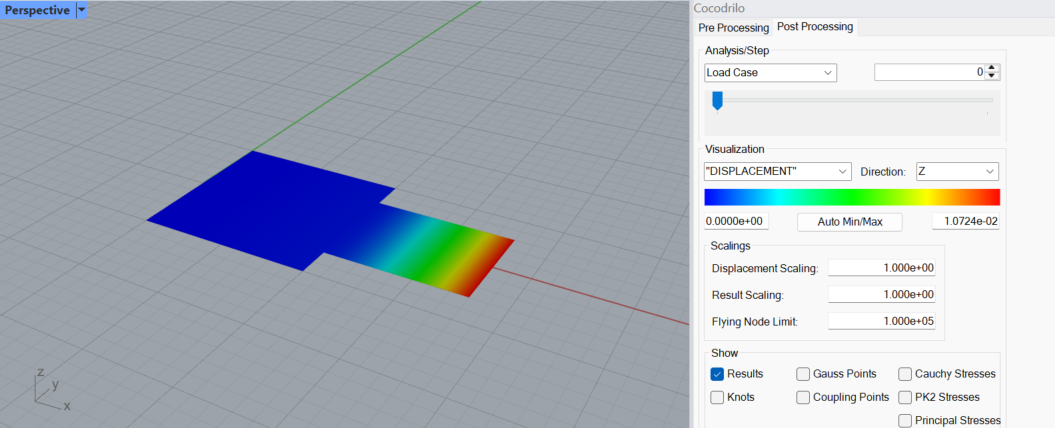 Perspective
z
y
x
Cocodrilo
Pre Processing Post Processing
Analysis/Step
Load Case 0
Visualization
"DISPLACEMENT" Direction: Z
0.0000e+00 Auto Min/Max 1.0724e-02
Scalings
Displacement Scaling: 1.000e+00
Result Scaling: 1.000e+00
Flying Node Limit: 1.000e+05
Show
Results Gauss Points Cauchy Stresses
Knots Coupling Points PK2 Stresses
Principal Stresses